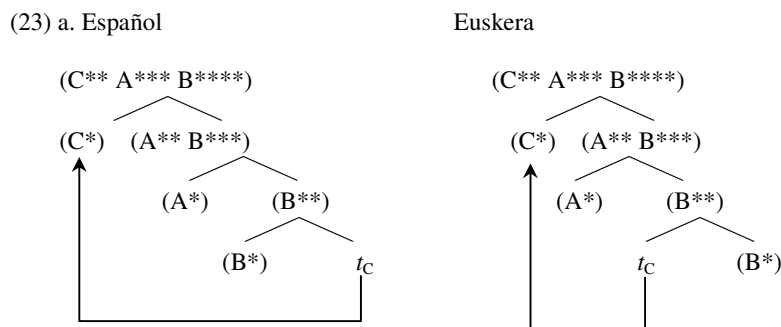 (23) a. Español Euskera
(C** A*** B****) (C** A*** B****)
(C*) (A** B***) (C*) (A** B***)
(A*) (B**) (A*) (B**)
(B*) tC tC (B*)